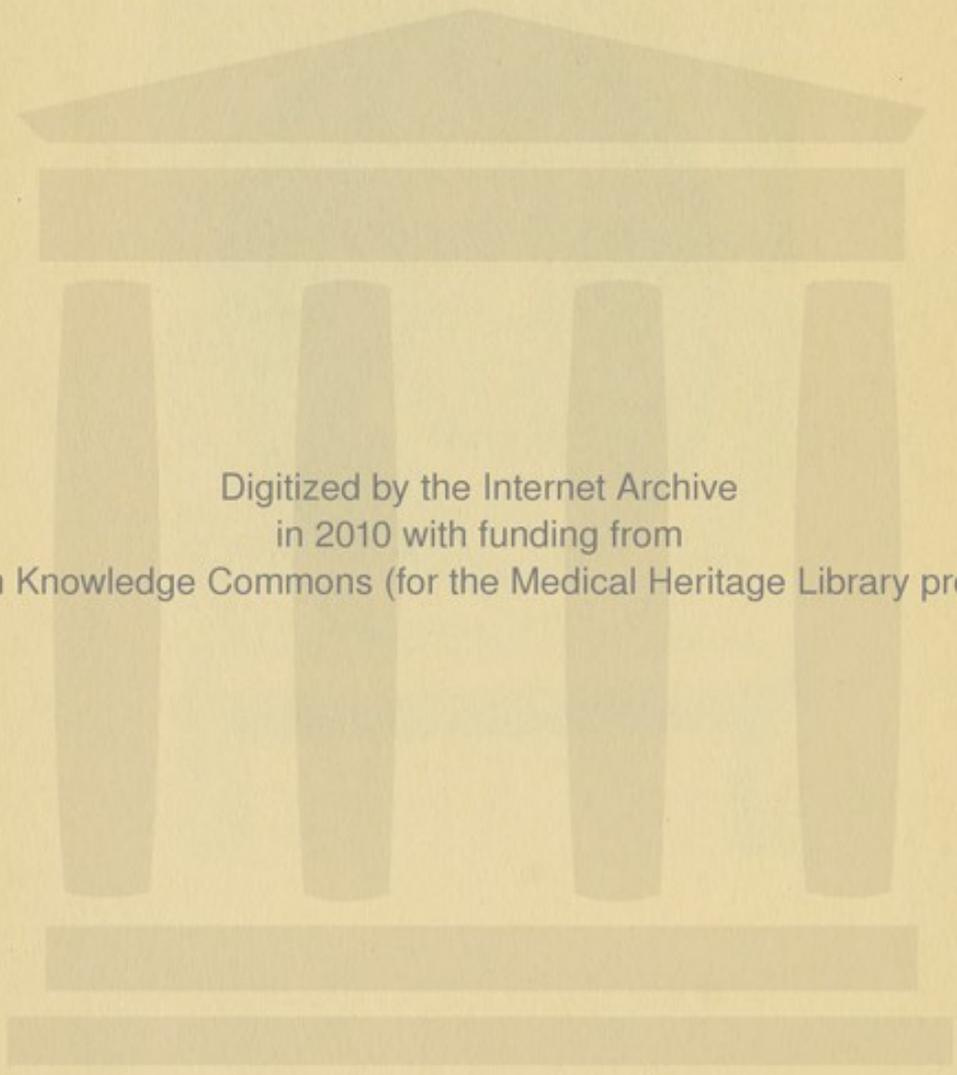 Digitized by the Internet Archive
in 2010 with funding from
Knowledge Commons (for the Medical Heritage Library